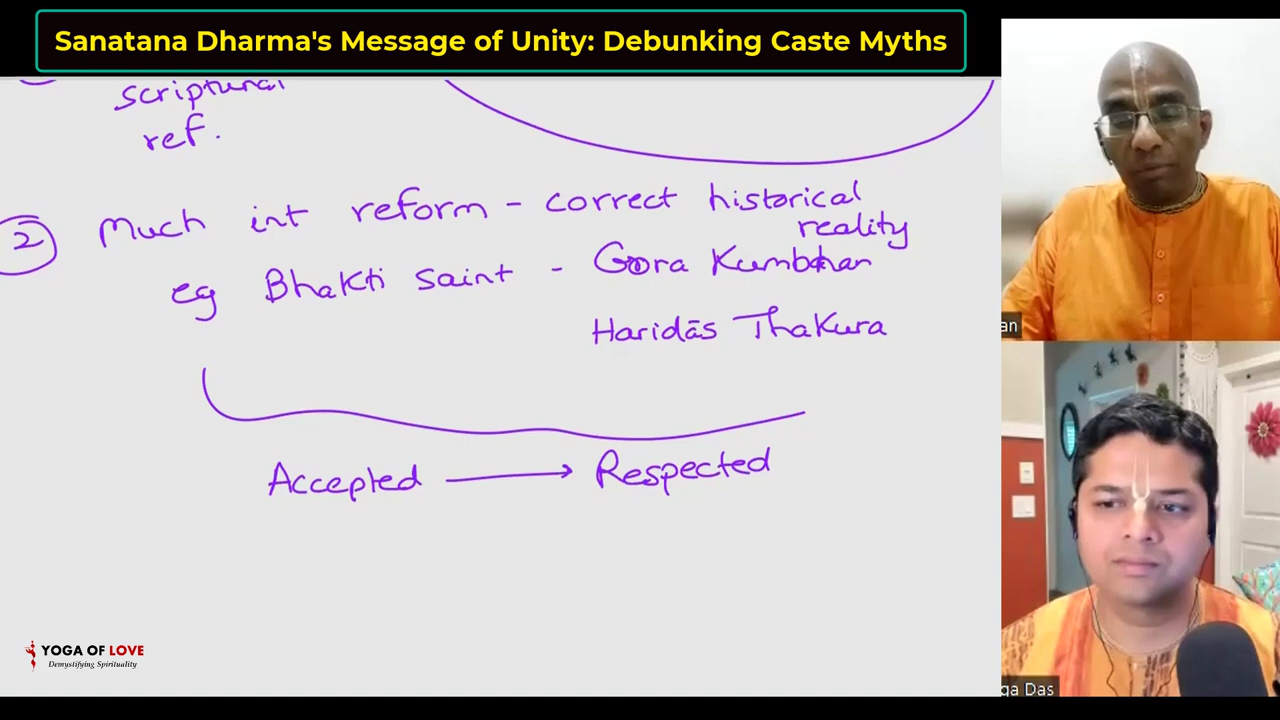 Sanatana Dharma's Message of Unity: Debunking Caste Myths
scriptural
ref.
2 Much int reform - correct historical
reality
eg Bhakti saint - Gora
Haridās Thakura
Accepted → Respected
YOGA OF LOVE
Demystifying Spirituality
an
ga Das